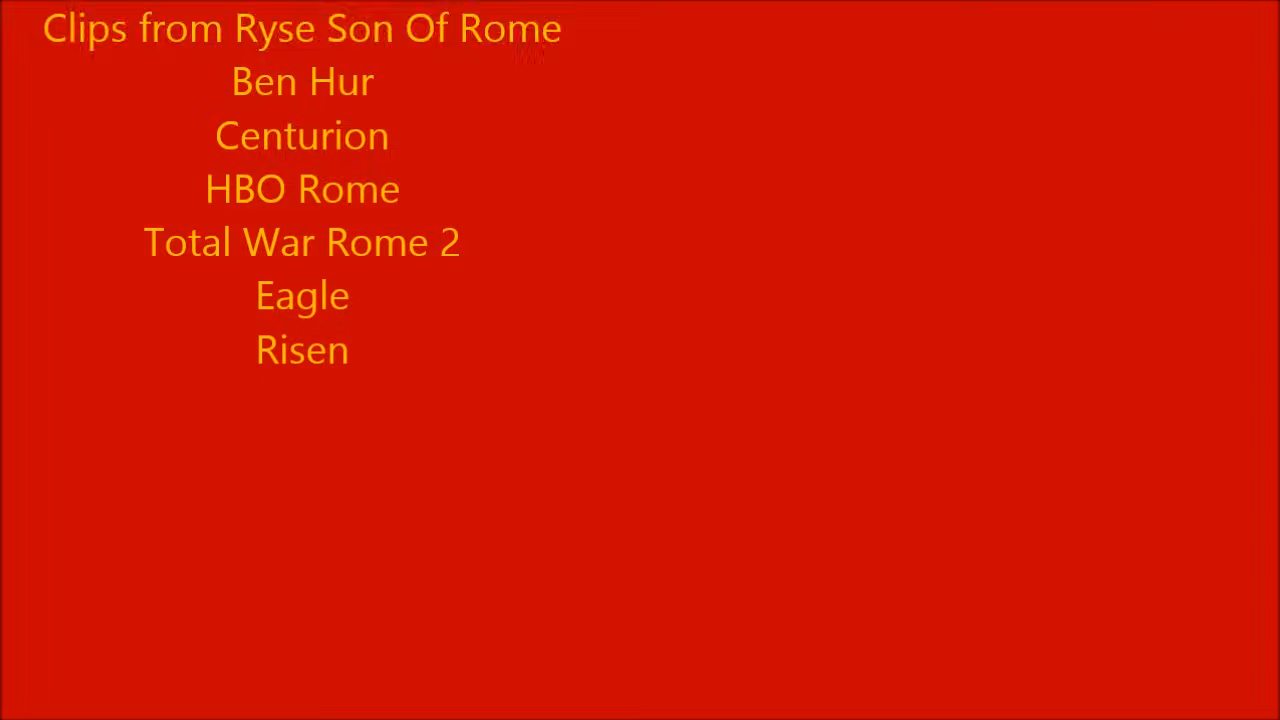 Clips from Ryse Son Of Rome
Ben Hur
Centurion
HBO Rome
Total War Rome 2
Eagle
Risen